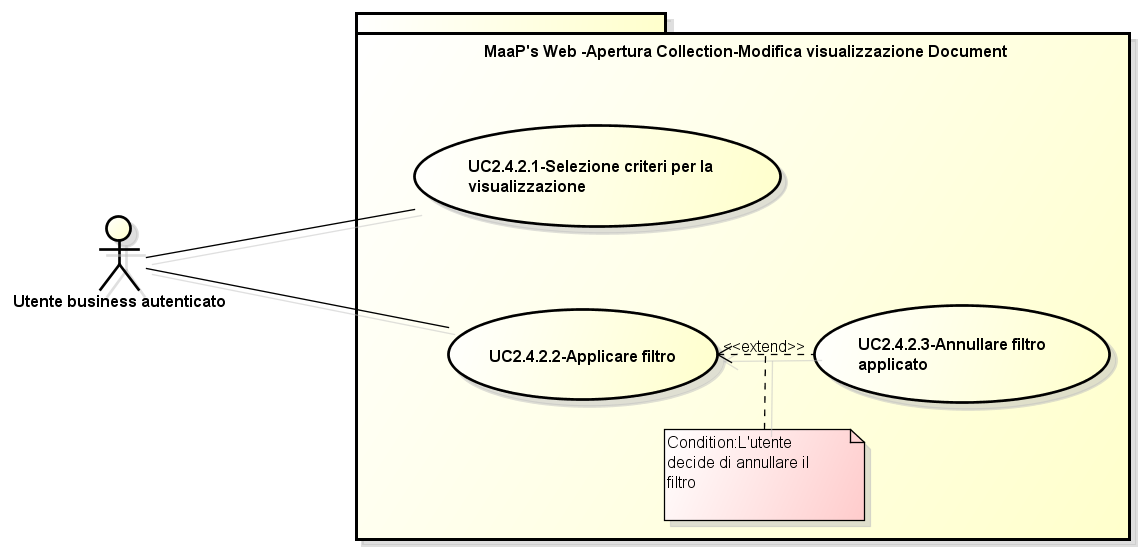 MaaP's Web -Apertura Collection-Modifica visualizzazione Document
UC2.4.2.1-Selezione criteri per la
visualizzazione
Utente business autenticato
UC2.4.2.2-Applicare filtro
<<extend>>
UC2.4.2.3-Annullare filtro
applicato
Condition:L'utente
decide di annullare il
filtro